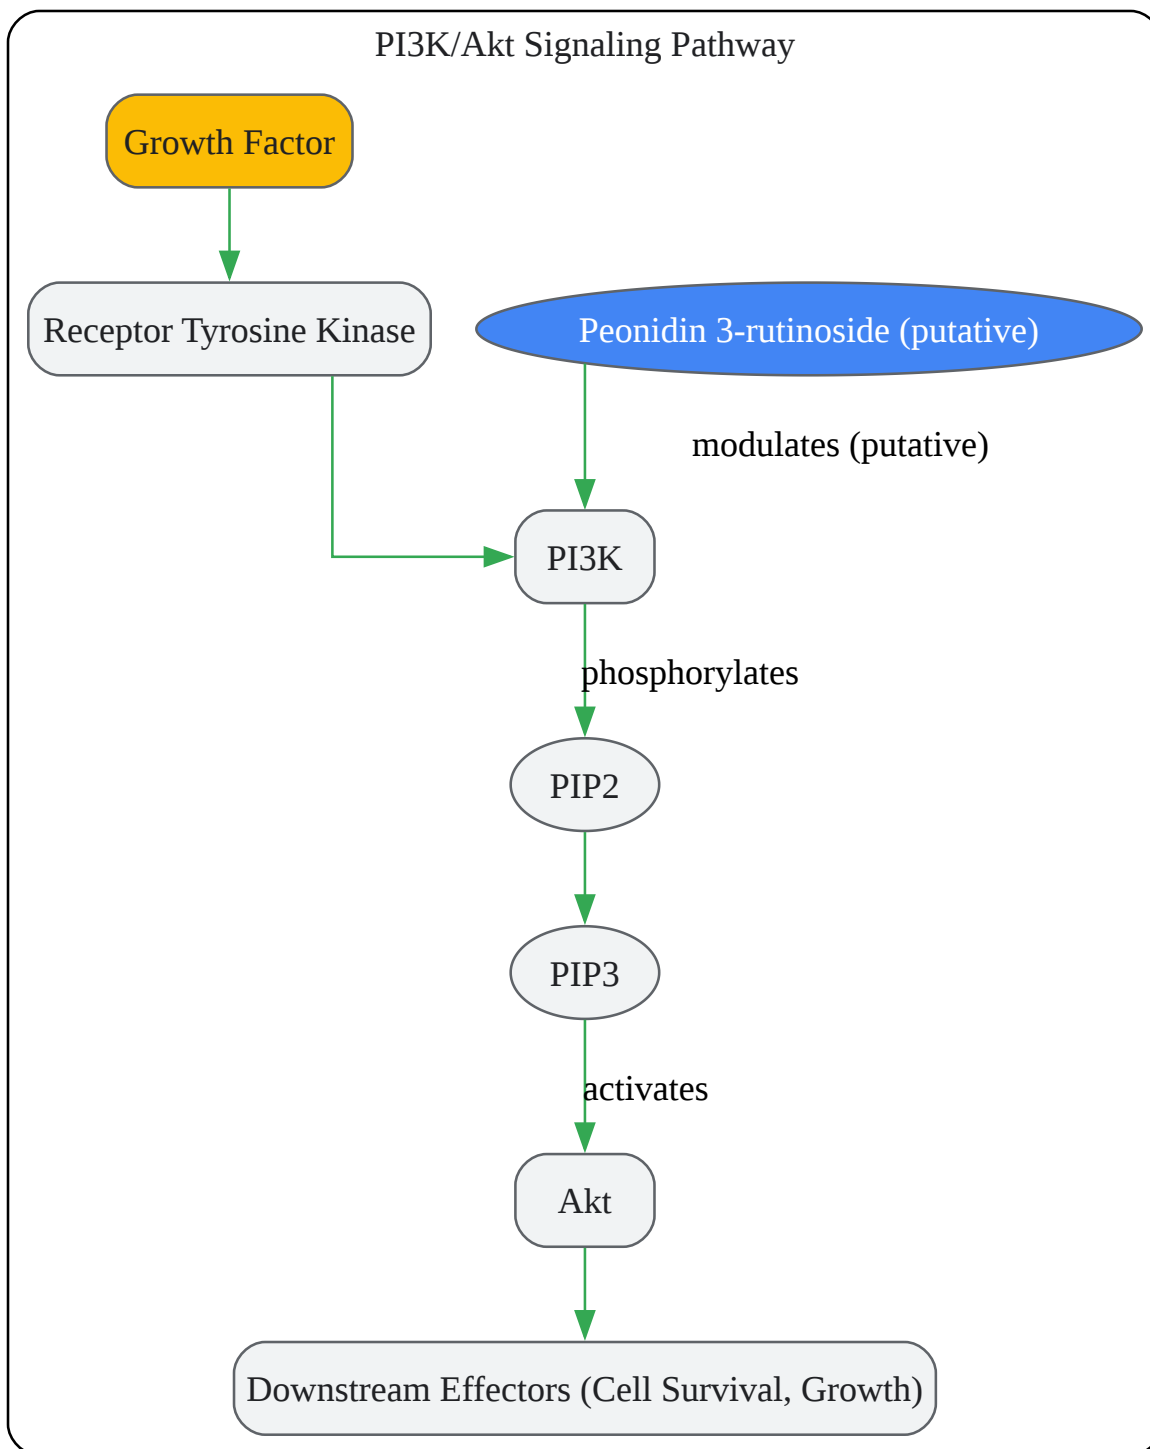 PI3K/Akt Signaling Pathway
Growth Factor
Receptor Tyrosine Kinase
Peonidin 3-rutinoside (putative)
modulates (putative)
PI3K
phosphorylates
PIP2
PIP3
activates
Akt
Downstream Effectors (Cell Survival, Growth)